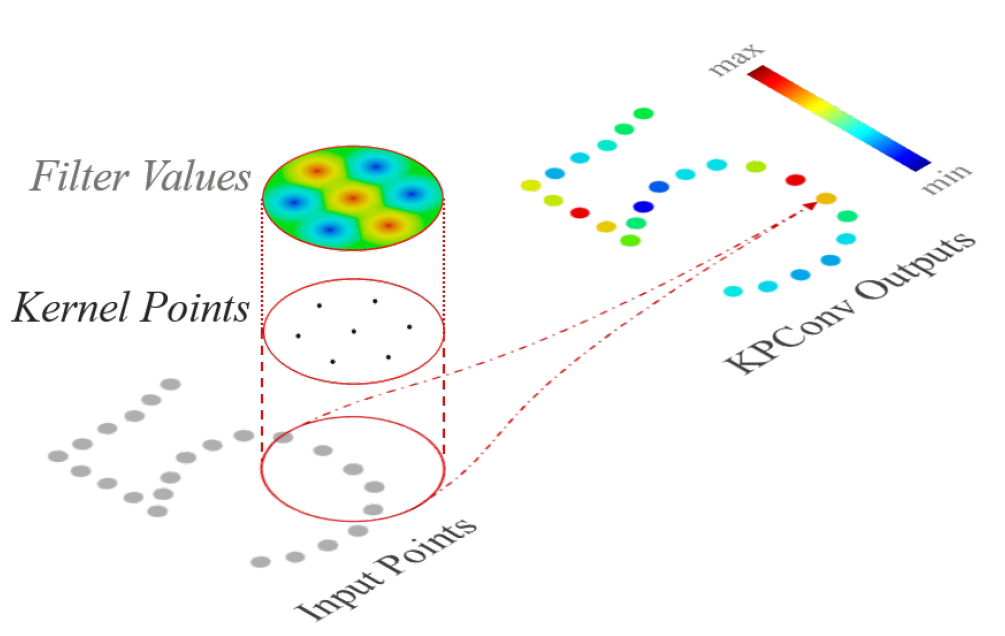 max
min
Filter Values
Kernel Points
KPConv Outputs
Input Points